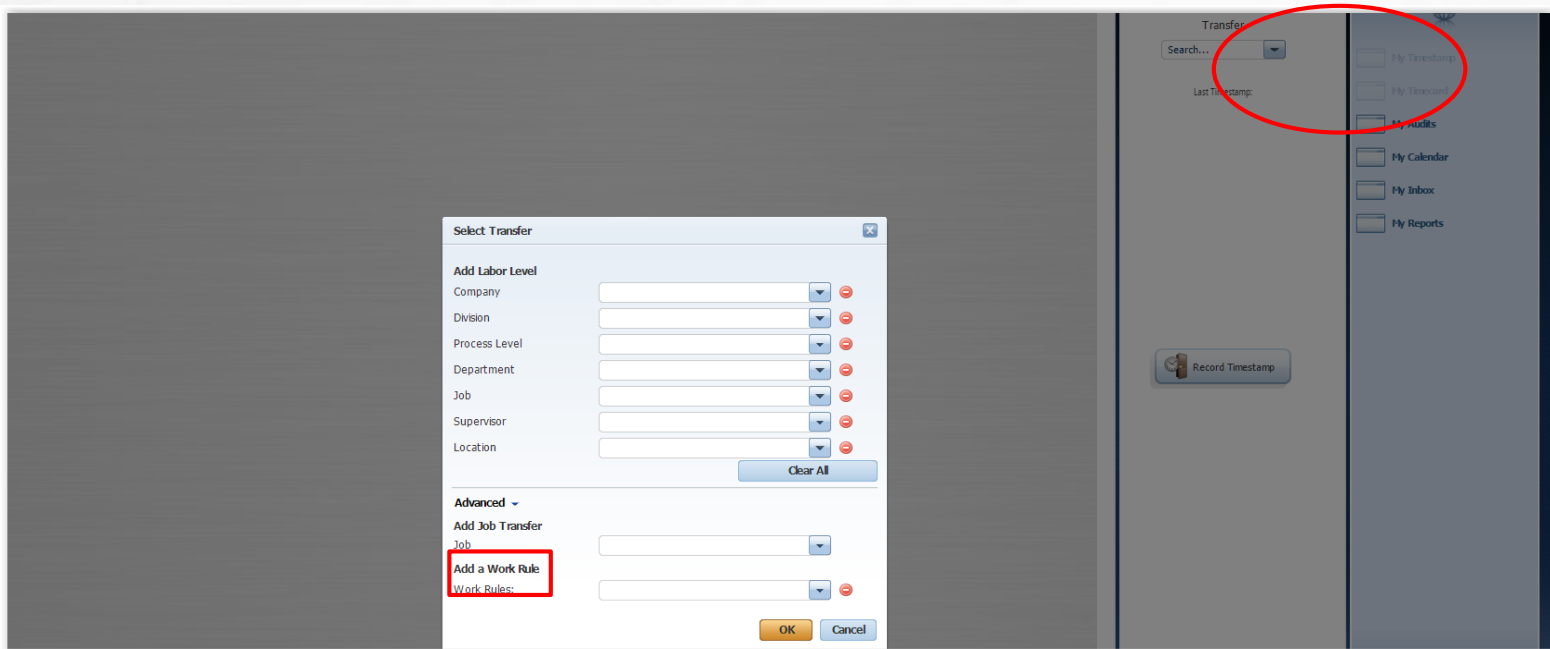 Transfer
Search...
Last Timestamp:
Record Timestamp
My Timestamp
My Timecard
My Audits
My Calendar
My Inbox
My Reports
Select Transfer
Add Labor Level
Company
Division
Process Level
Department
Job
Supervisor
Location
Clear All
Advanced
Add Job Transfer
Job
Add a Work Rule
Work Rules:
OK Cancel